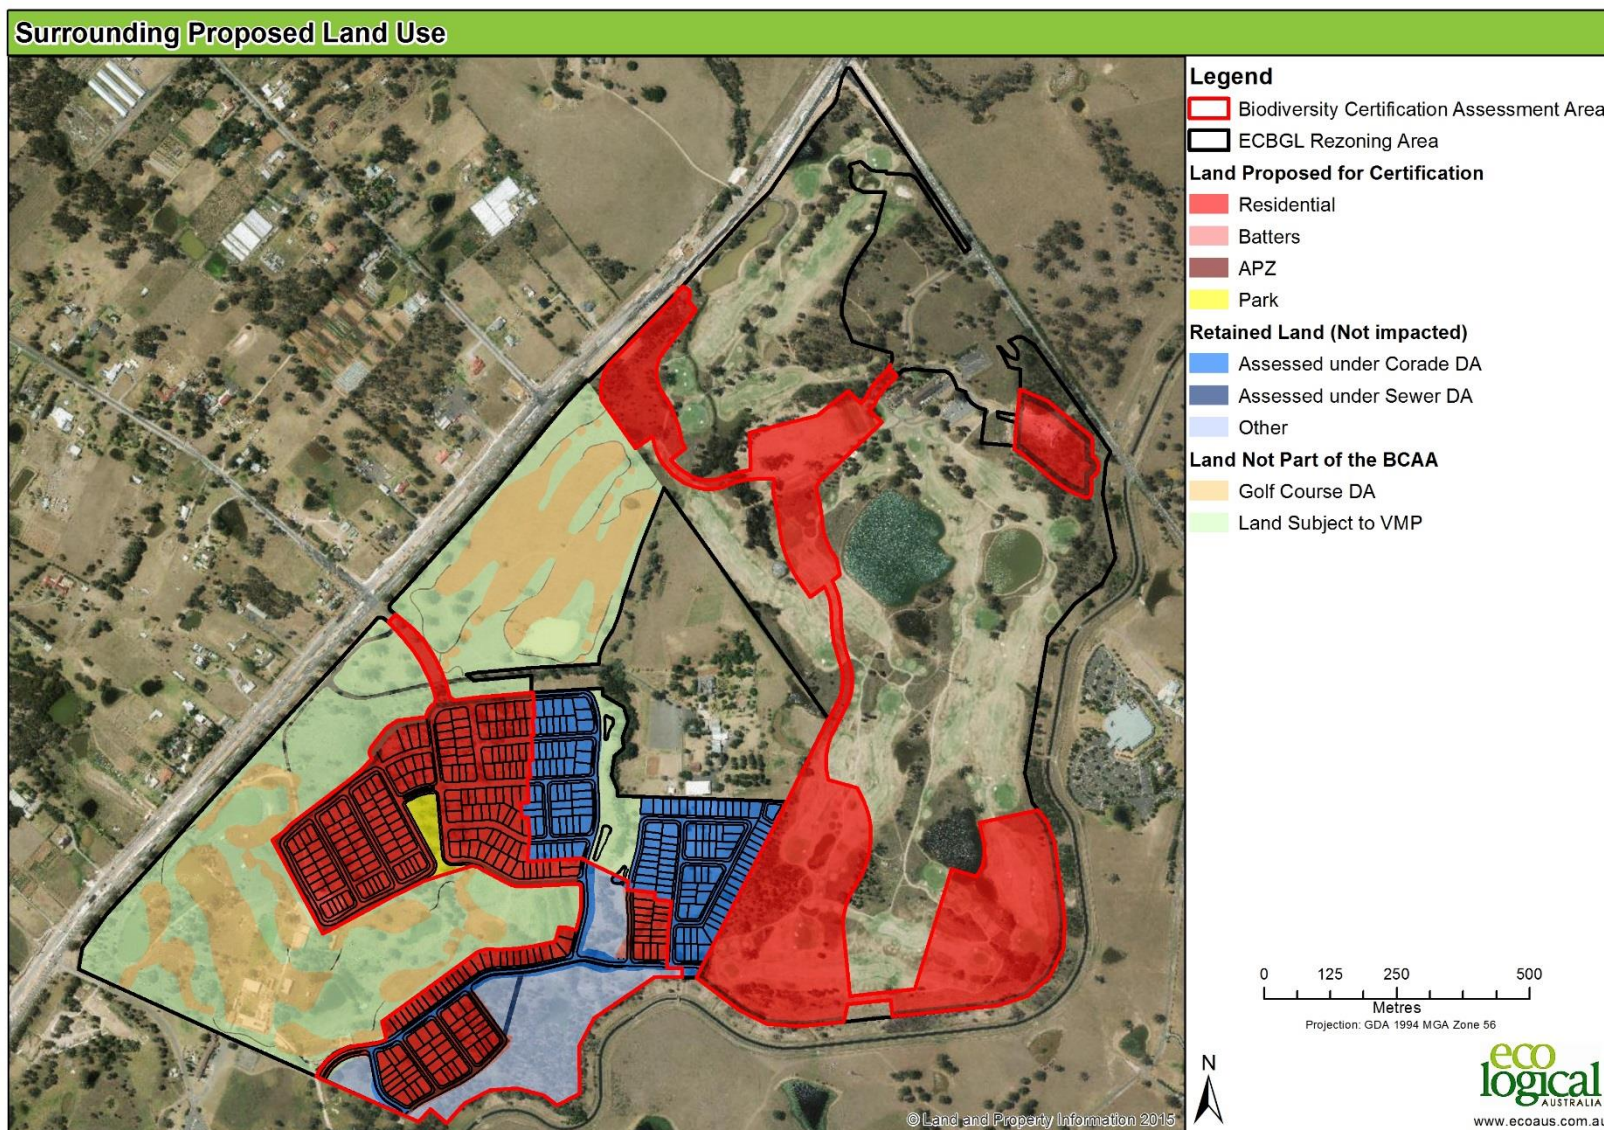 Surrounding Proposed Land Use
Legend
Biodiversity Certification Assessment Area
ECBGL Rezoning Area
Land Proposed for Certification
Residential
Batters
APZ
Park
Retained Land (Not impacted)
Assessed under Corade DA
Assessed under Sewer DA
Other
Land Not Part of the BCAA
Golf Course DA
Land Subject to VMP
0 125 250 500
Metres
Projection: GDA 1994 MGA Zone 56
N
eco
logical
AUSTRALIA
www.ecoaus.com.au
© Land and Property Information 2015